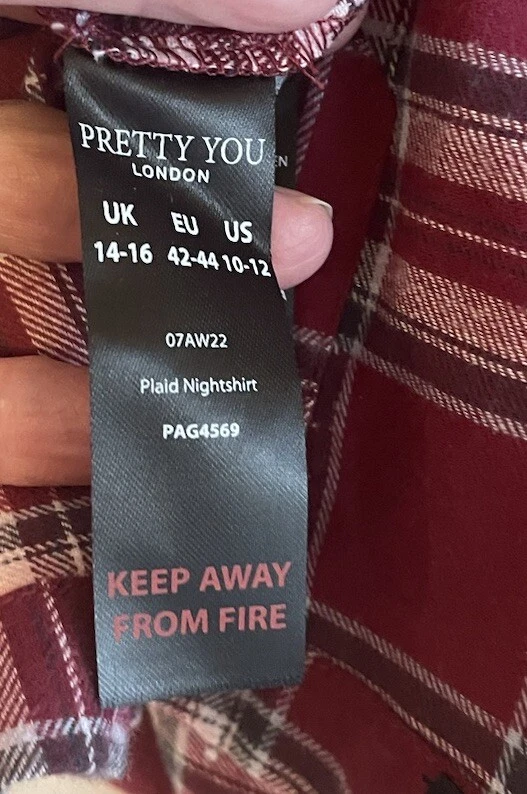 PRETTY YOU
LONDON
UK EU US
14-16 42-44 10-12
07AW22
Plaid Nightshirt
PAG4569
KEEP AWAY
FROM FIRE